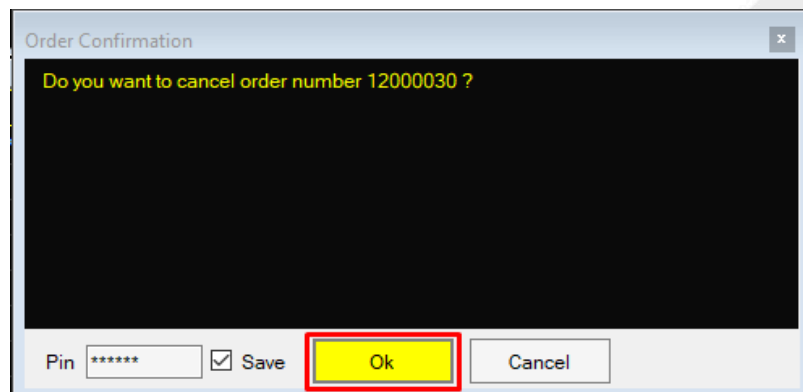 Order Confirmation x
Do you want to cancel order number 12000030 ?
Pin ****** Save Ok Cancel